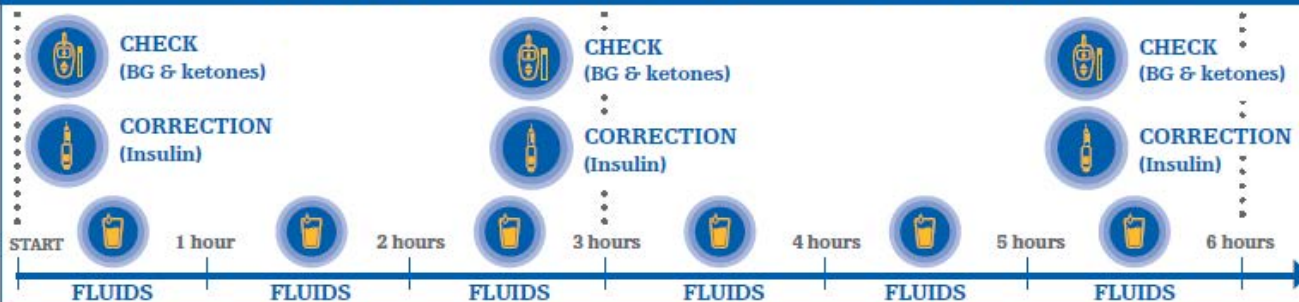 CHECK
(BG & ketones)
CORRECTION
(Insulin)
CHECK
(BG & ketones)
CORRECTION
(Insulin)
CHECK
(BG & ketones)
CORRECTION
(Insulin)
START
1 hour
2 hours
3 hours
4 hours
5 hours
6 hours
FLUIDS
FLUIDS
FLUIDS
FLUIDS
FLUIDS
FLUIDS